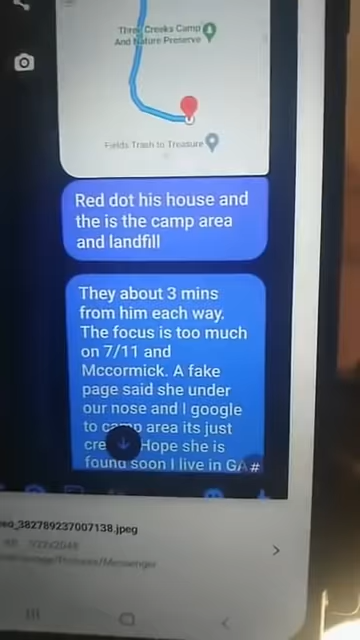 Three Creeks Camp
And Nature Preserve
Fields Trash to Treasure
Red dot his house and
the is the camp area
and landfill
They about 3 mins
from him each way.
The focus is too much
on 7/11 and
Mccormick. A fake
page said she under
our nose and I google
to camp area its just
cre Hope she is
found soon I live in GA#
382789237007138.jpeg